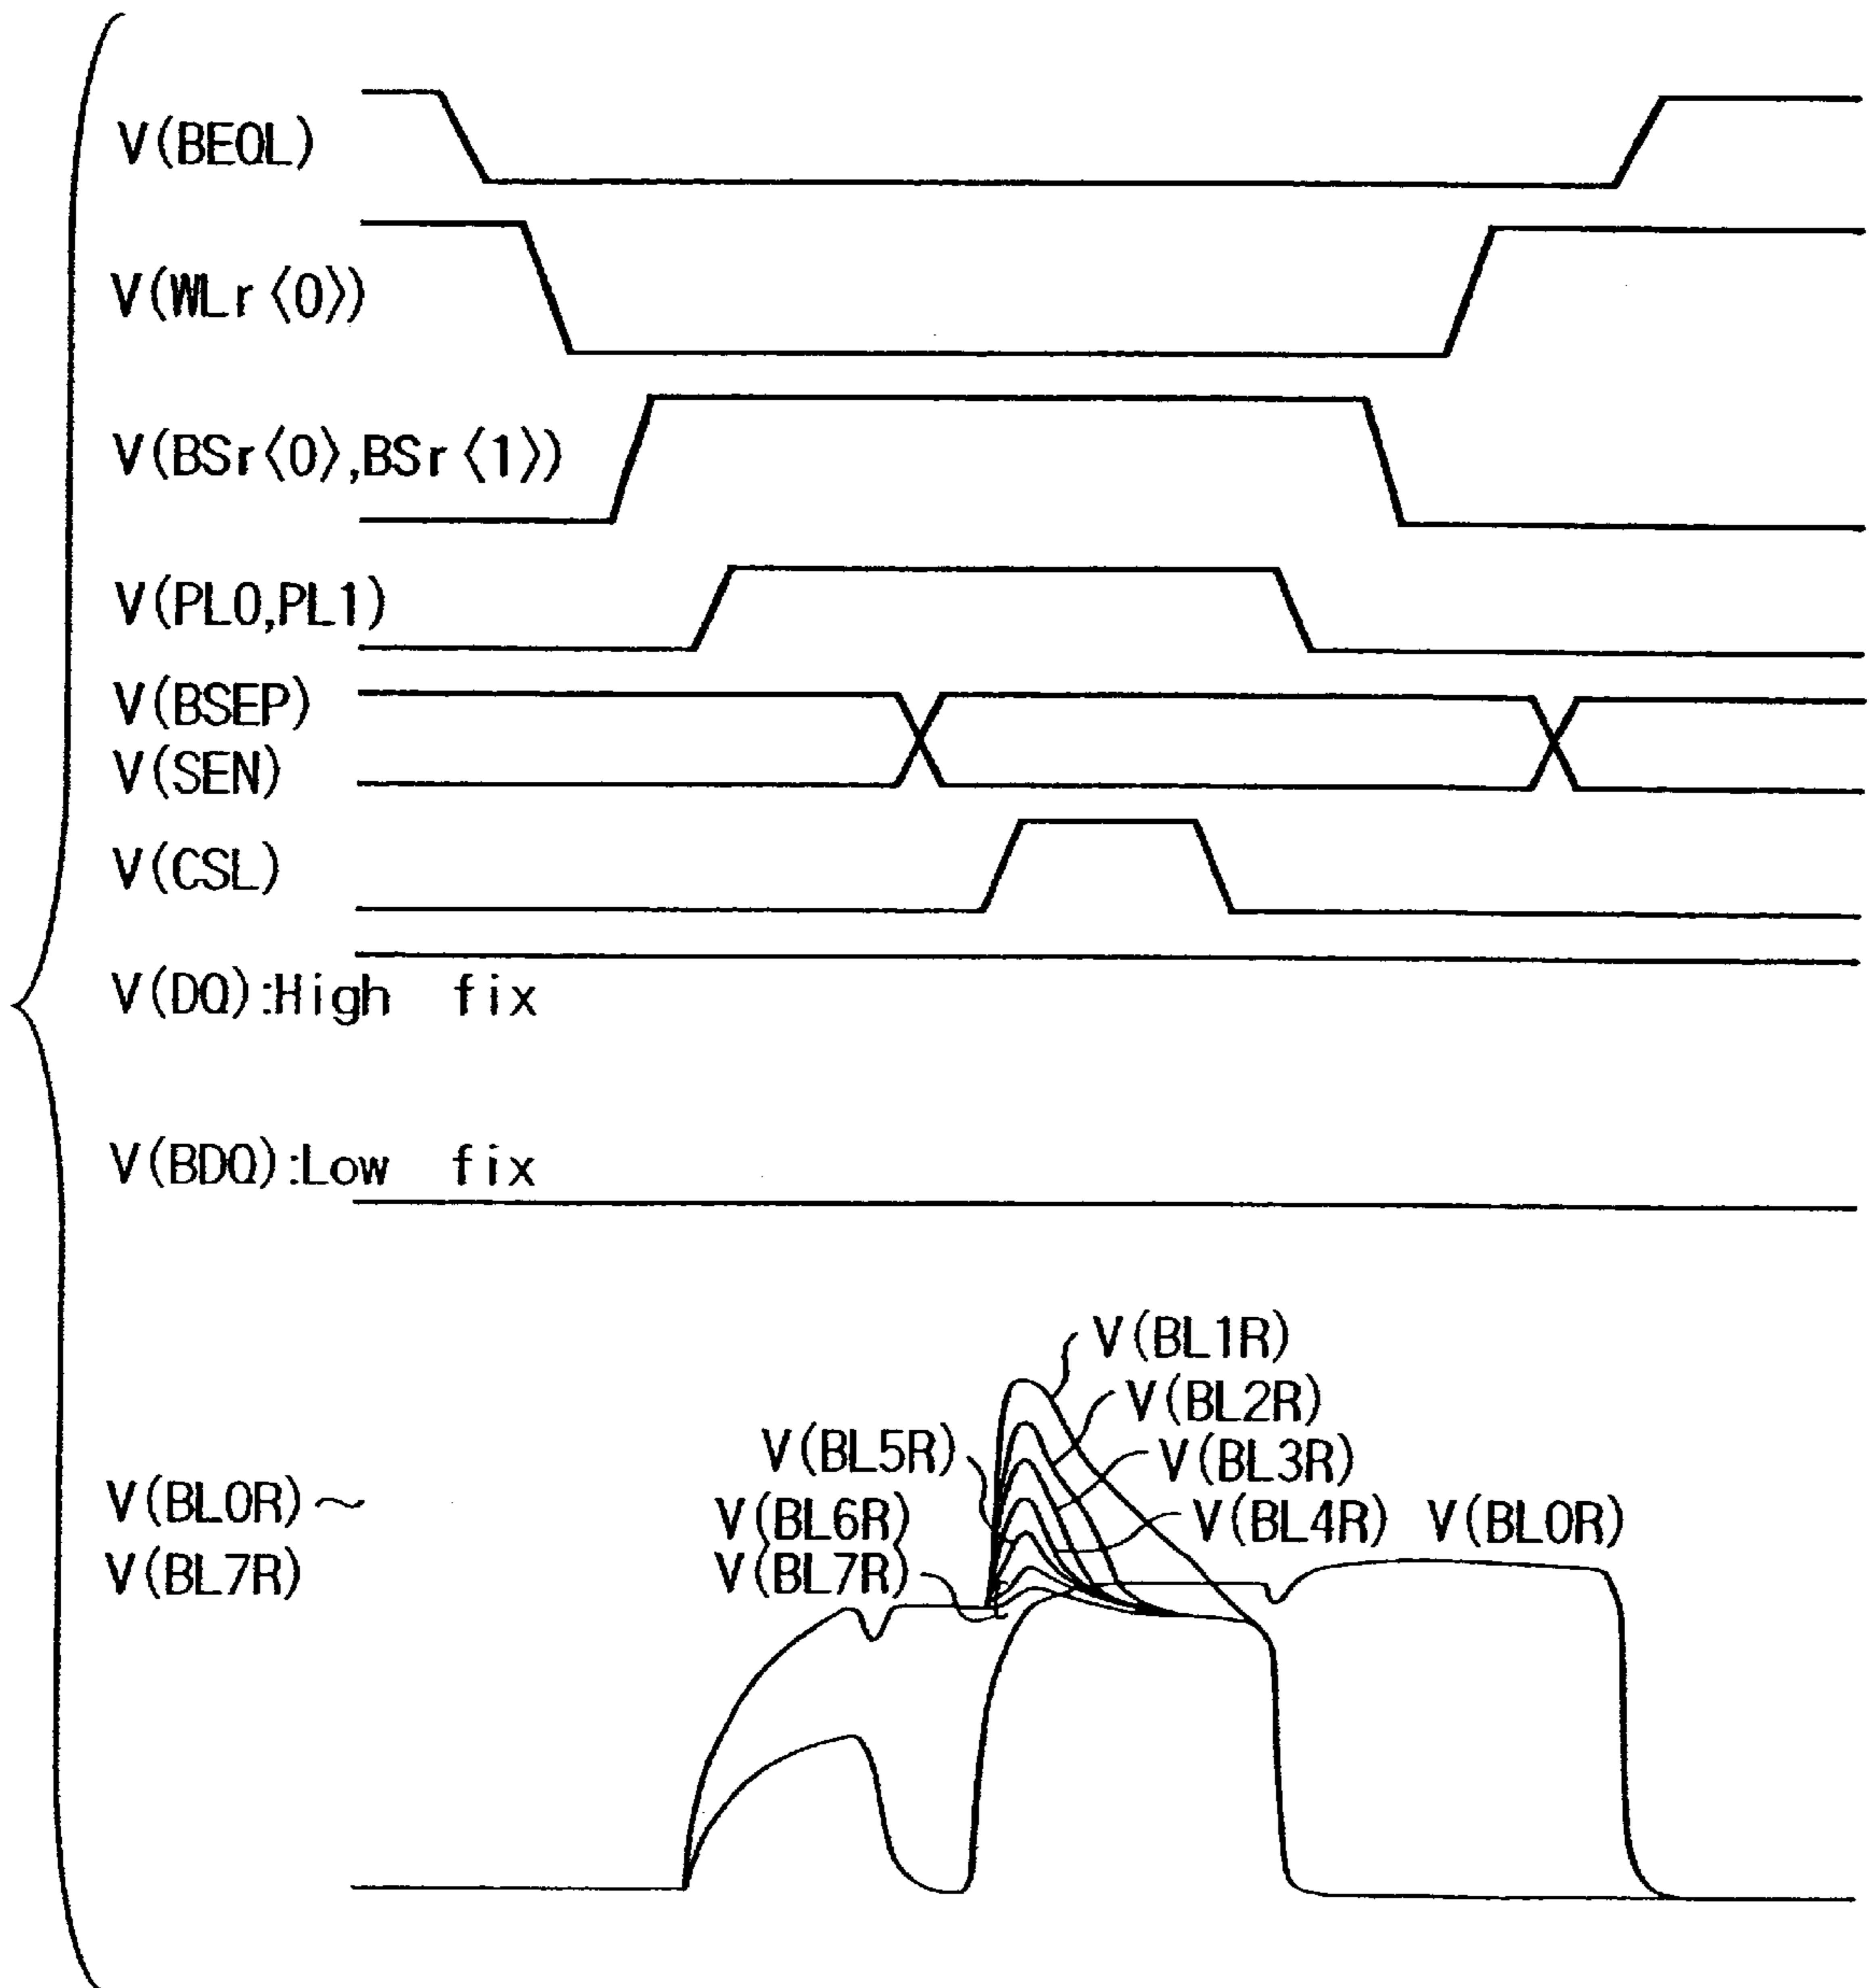 V(BEQL)
V(WLr⟨0⟩)
V(BSr⟨0⟩,BSr⟨1⟩)
V(PL0,PL1)
V(BSEP)
V(SEN)
V(CSL)
V(DQ):High fix
V(BDQ):Low fix
V(BL1R)
V(BL2R)
V(BL5R)
V(BL3R)
V(BL0R)~
V(BL6R)
V(BL4R) V(BL0R)
V(BL7R)
V(BL7R)